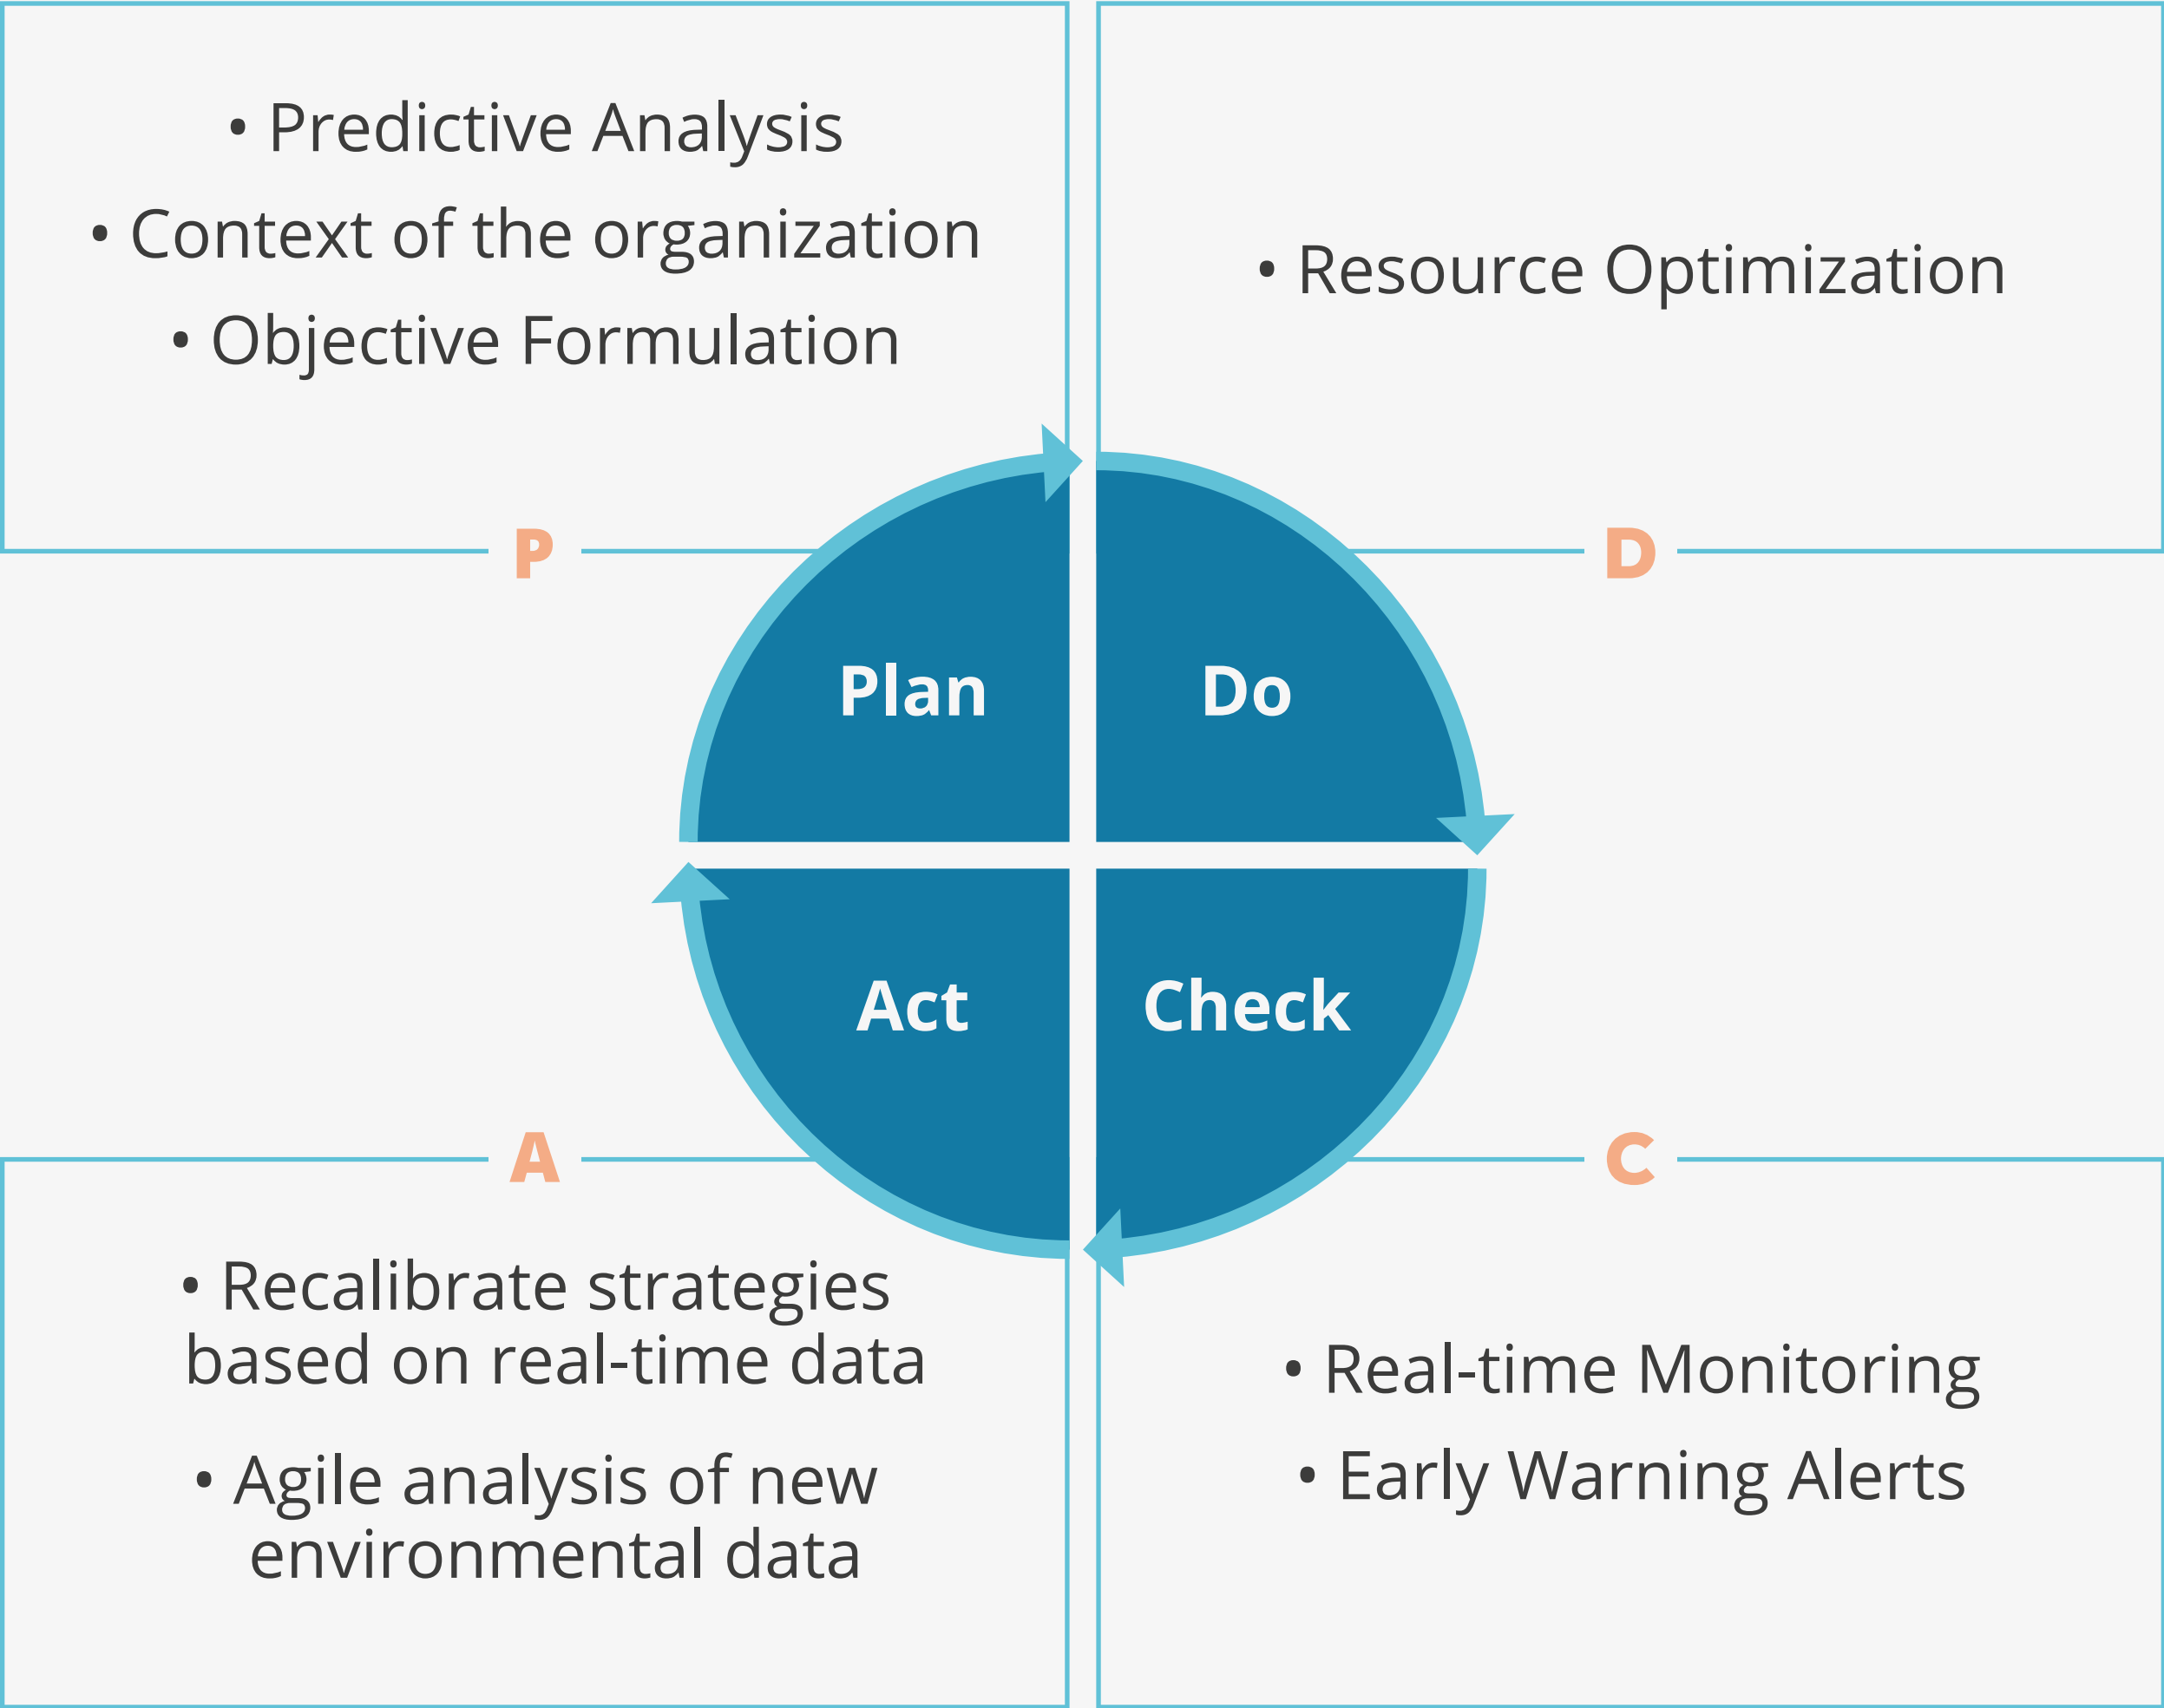 • Predictive Analysis
• Context of the organization
• Objective Formulation
• Resource Optimization
P
D
Plan
Do
Act
Check
A
C
• Recalibrate strategies
based on real-time data
• Agile analysis of new
environmental data
• Real-time Monitoring
• Early Warning Alerts